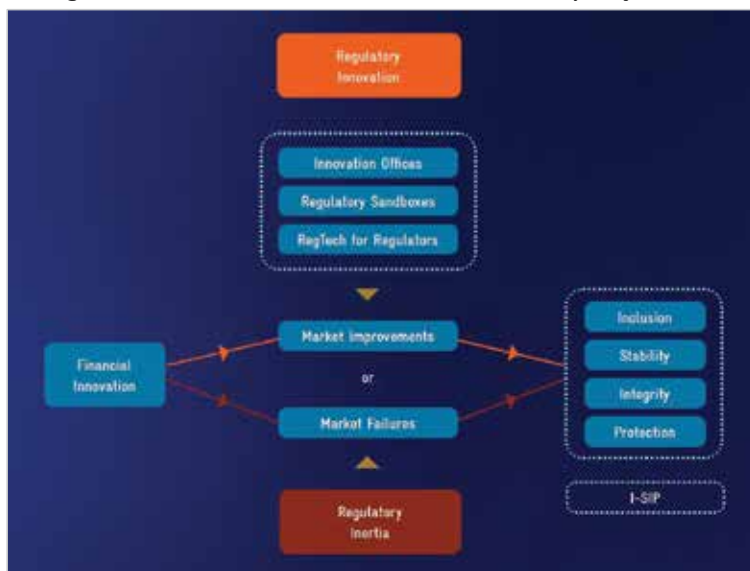 Regulatory
Innovation
Innovation Offices
Regulatory Sandboxes
RegTech for Regulators
Financial
Innovation
Market Improvements
or
Market Failures
Inclusion
Stability
Integrity
Protection
I-SIP
Regulatory
Inertia